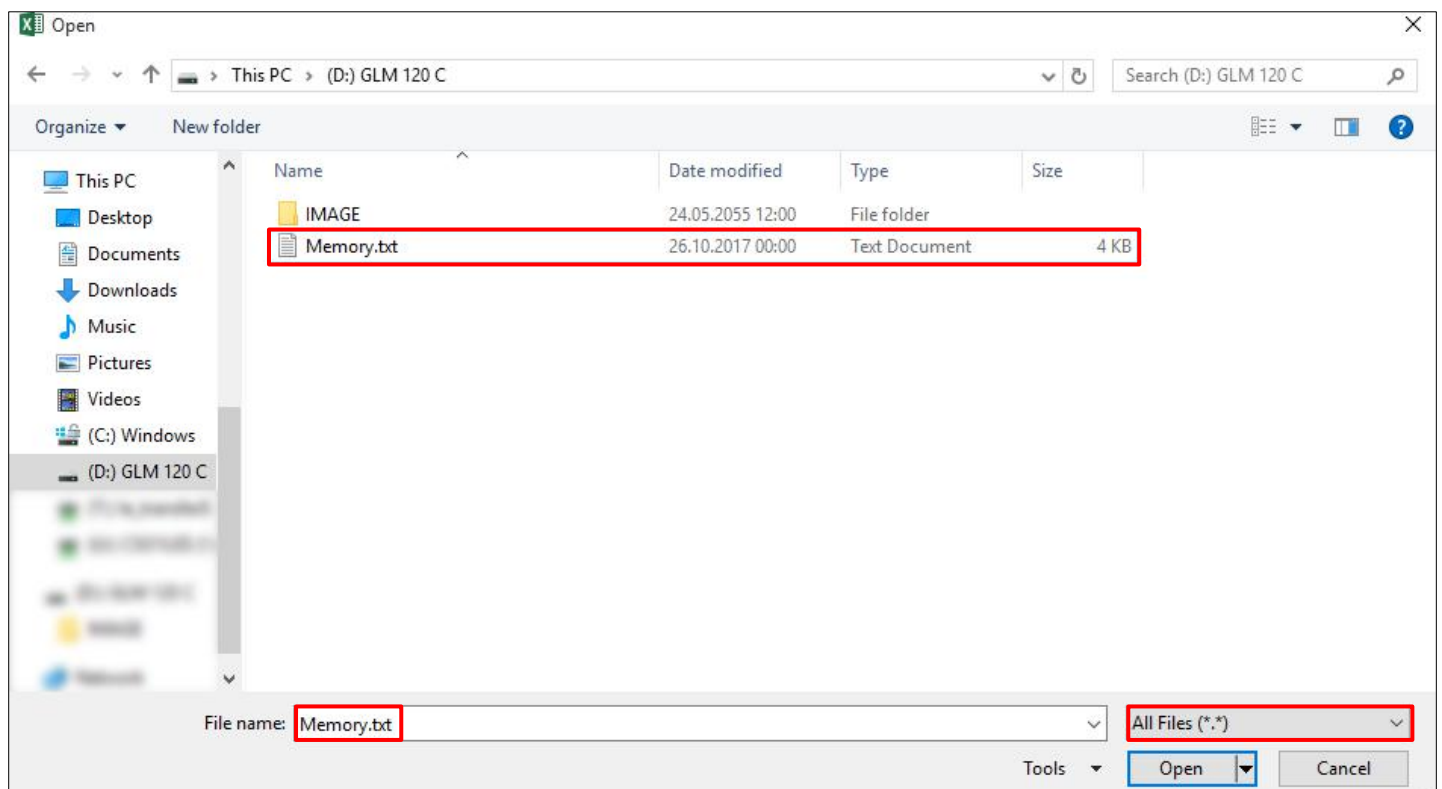 Open
This PC > (D:) GLM 120 C
Search (D:) GLM 120 C
Organize
New folder
Name
Date modified
Type
Size
This PC
Desktop
Documents
Downloads
Music
Pictures
Videos
(C:) Windows
(D:) GLM 120 C
IMAGE 24.05.2055 12:00 File folder
Memory.txt 26.10.2017 00:00 Text Document 4 KB
File name: Memory.txt
All Files (*.*)
Tools
Open
Cancel